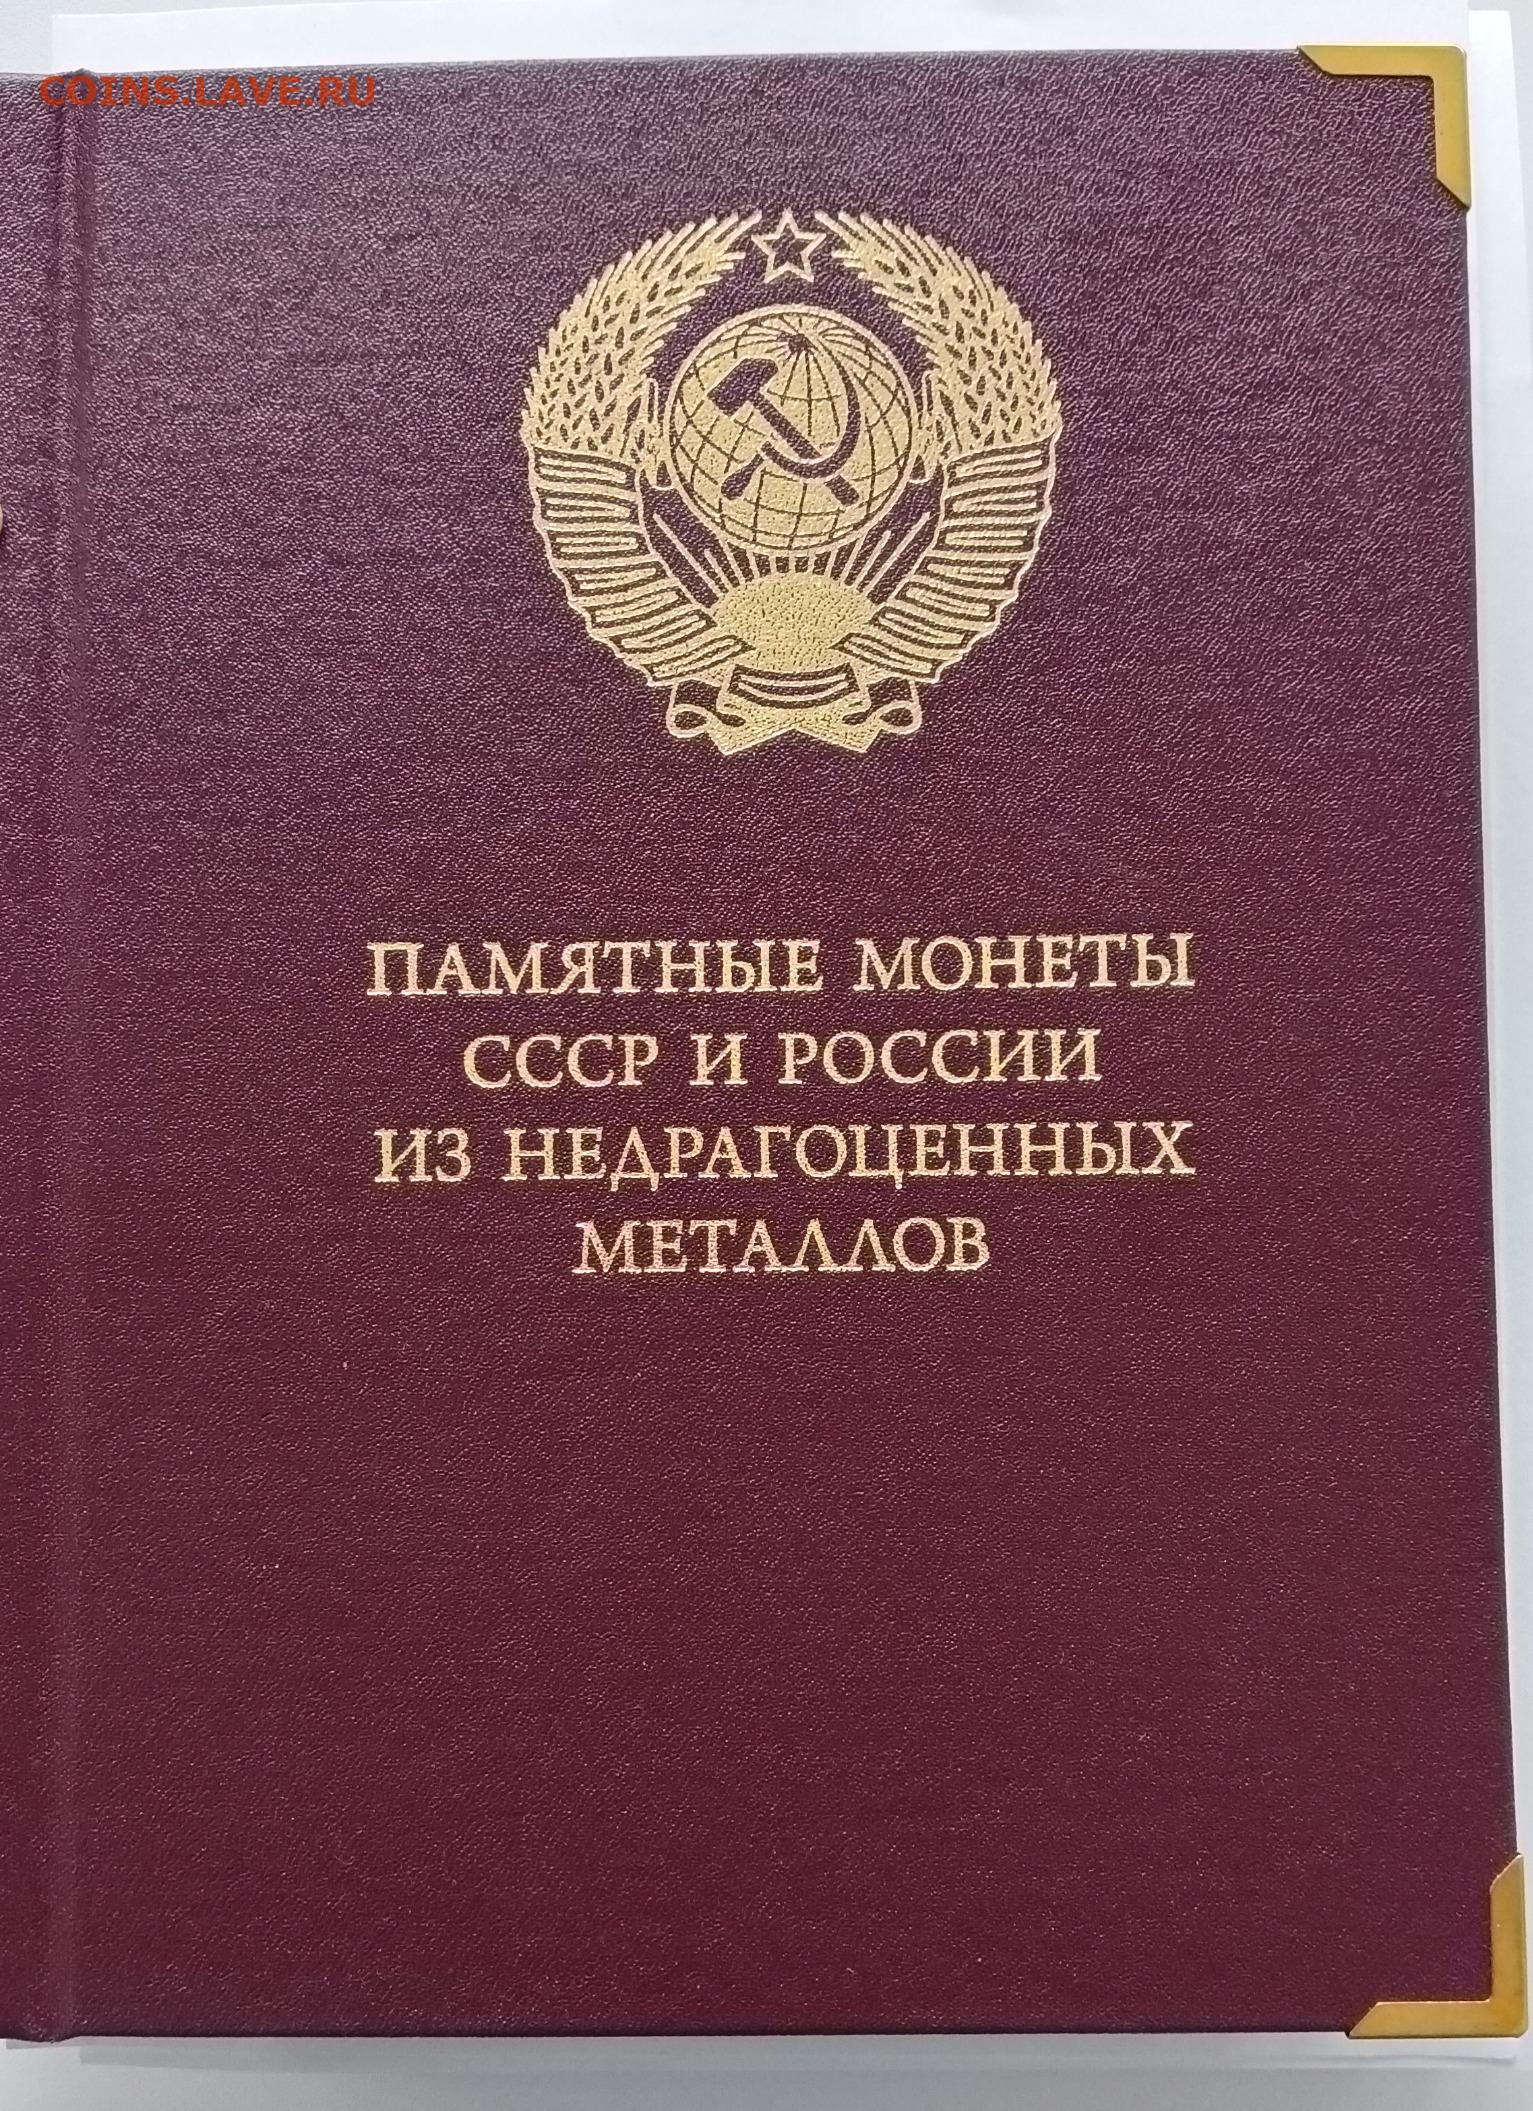 COINS.LAVE.RU
ПАМЯТНЫЕ МОНЕТЫ
СССР И РОССИИ
ИЗ НЕДРАГОЦЕННЫХ
МЕТАЛЛОВ